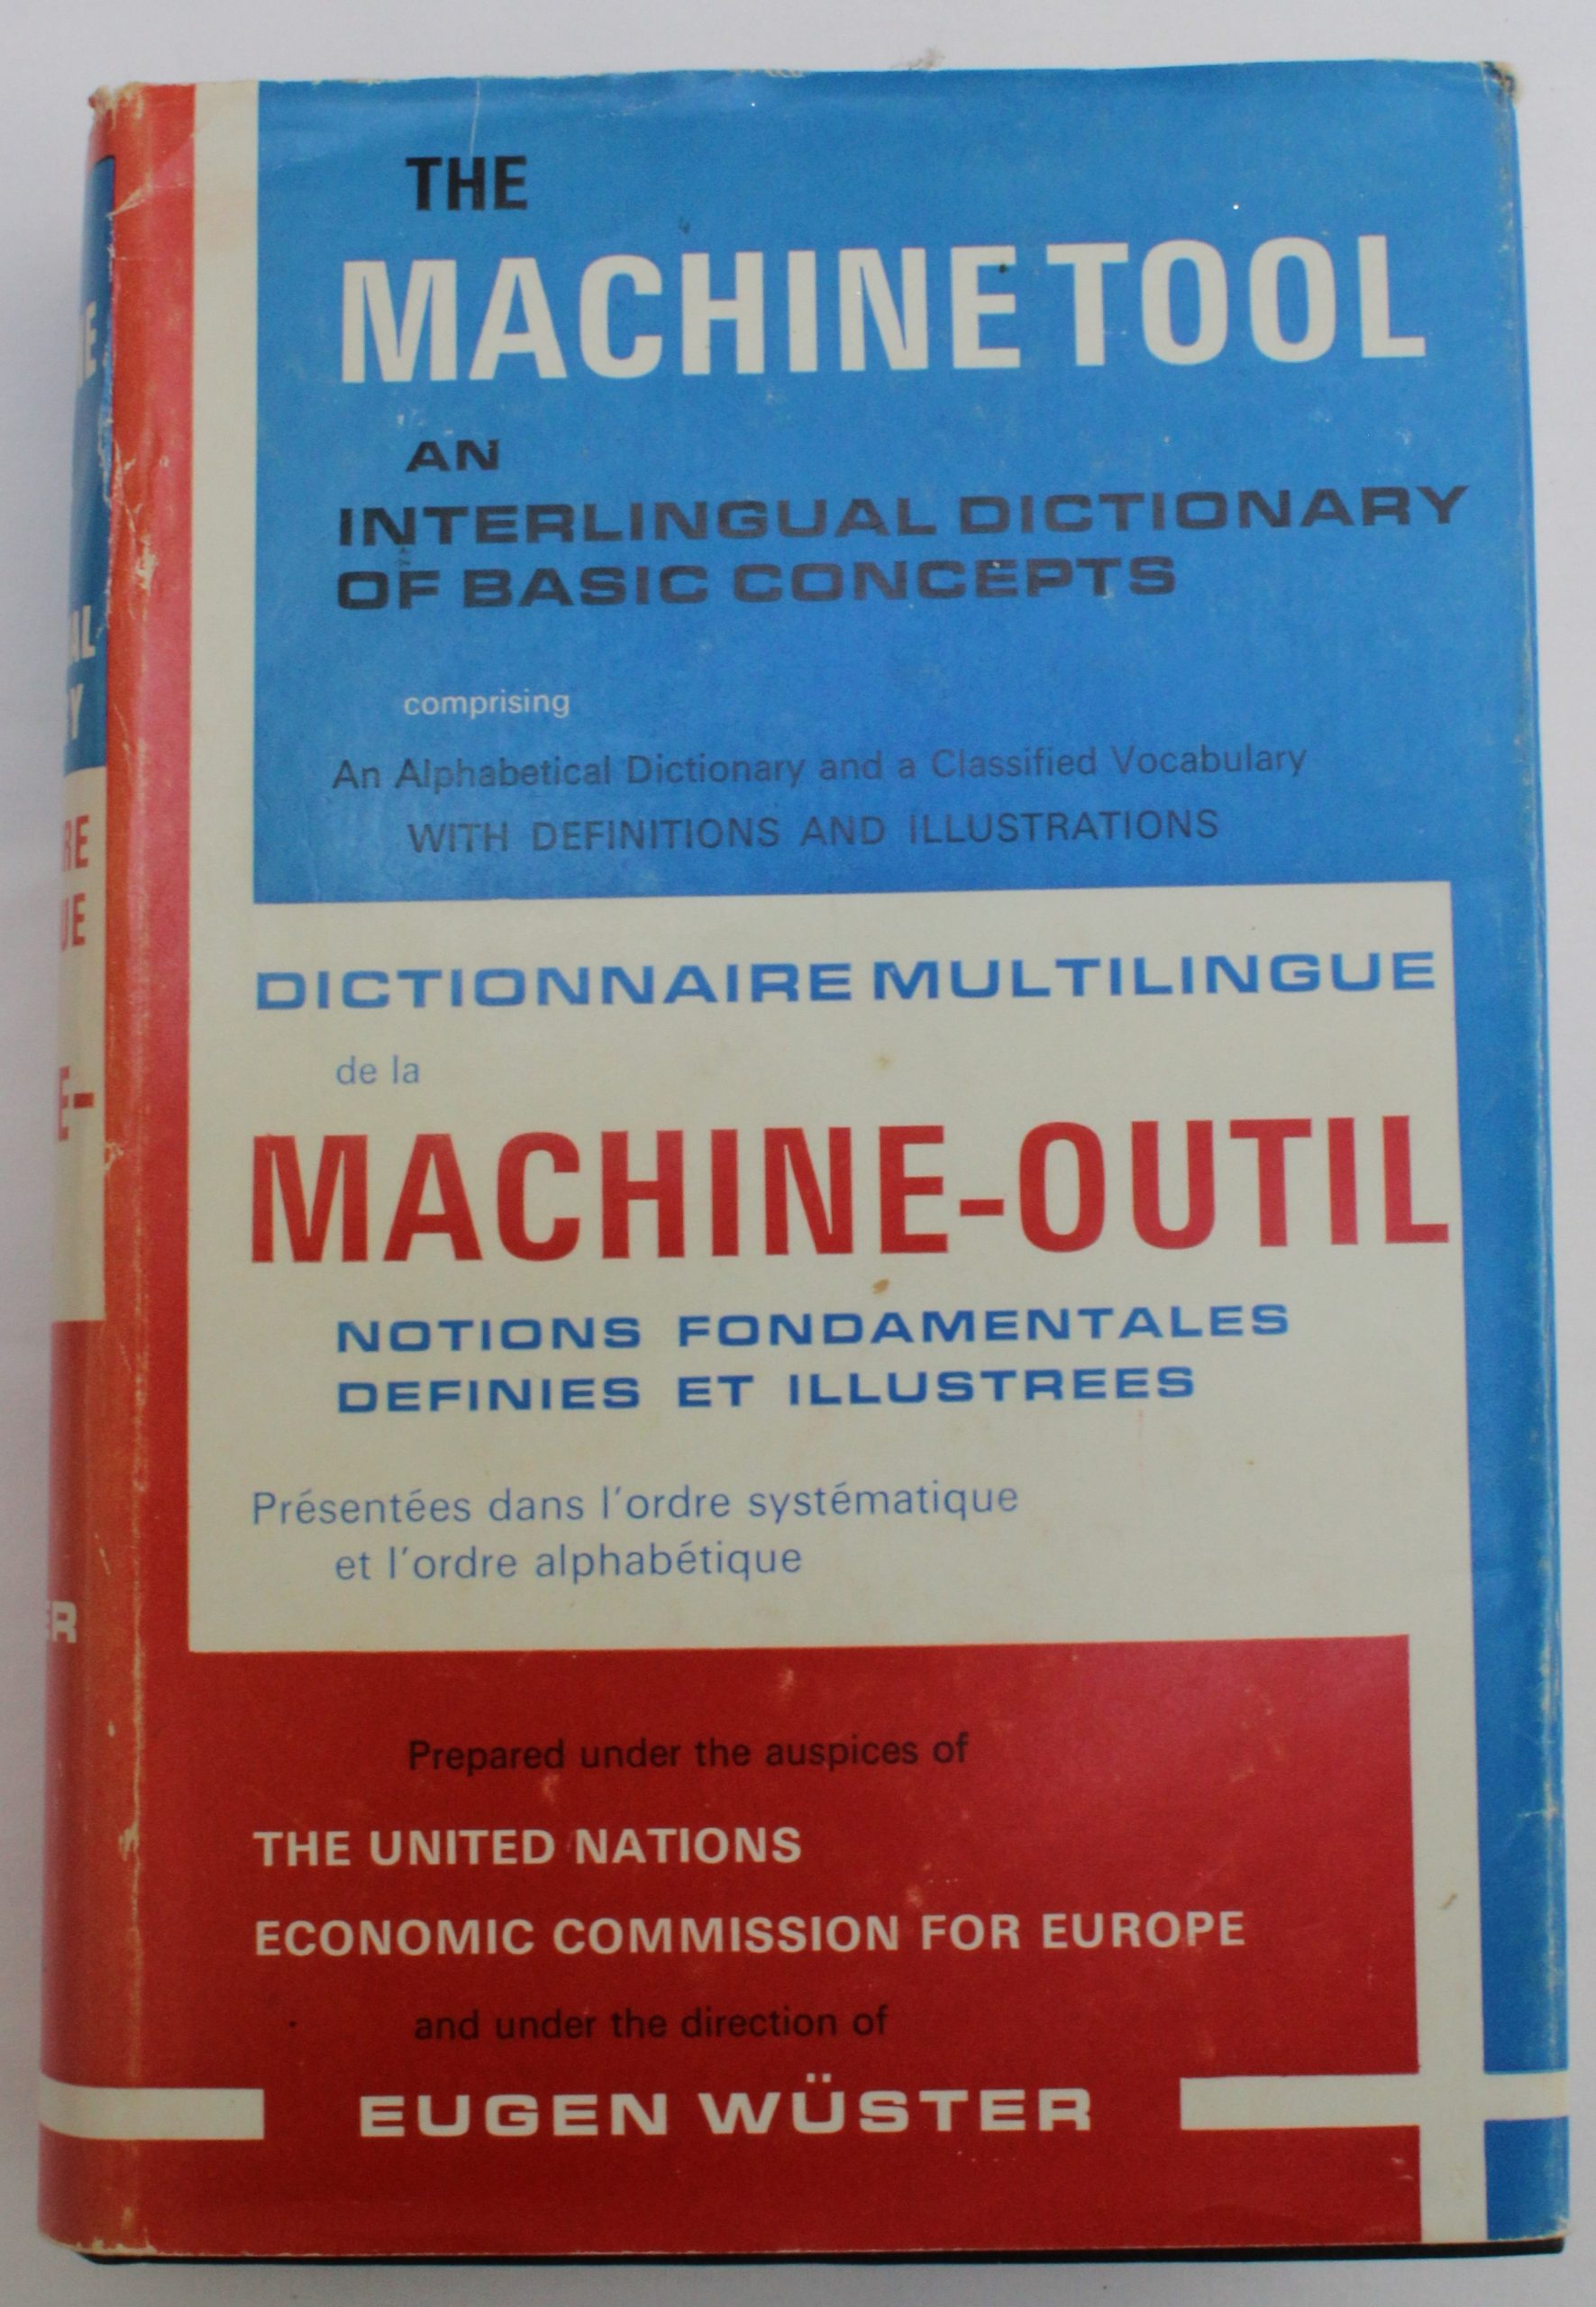 THE
MACHINE TOOL
AN
INTERLINGUAL DICTIONARY
OF BASIC CONCEPTS
comprising
An Alphabetical Dictionary and a Classified Vocabulary
WITH DEFINITIONS AND ILLUSTRATIONS
DICTIONNAIRE MULTILINGUE
de la
MACHINE-OUTIL
NOTIONS FONDAMENTALES
DEFINIES ET ILLUSTREES
Présentées dans l'ordre systématique
et l'ordre alphabétique
Prepared under the auspices of
THE UNITED NATIONS
ECONOMIC COMMISSION FOR EUROPE
and under the direction of
EUGEN WÜSTER